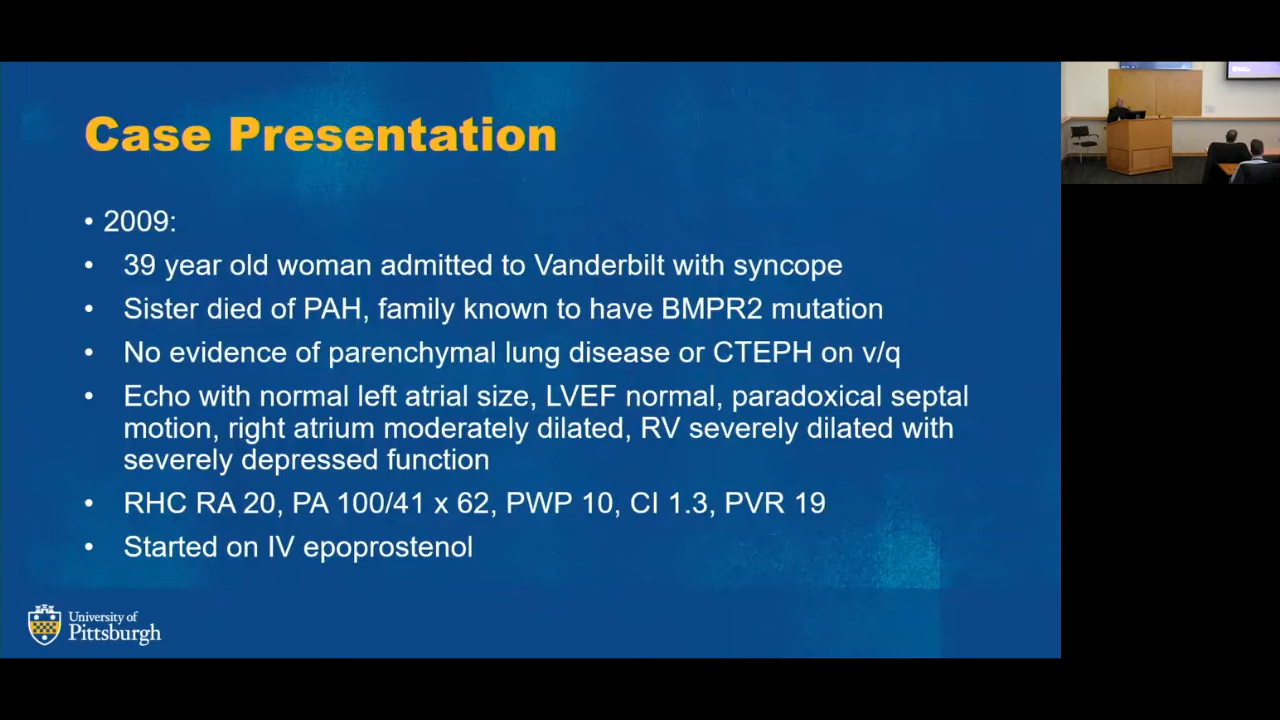 Case Presentation
• 2009:
• 39 year old woman admitted to Vanderbilt with syncope
• Sister died of PAH, family known to have BMPR2 mutation
• No evidence of parenchymal lung disease or CTEPH on v/q
• Echo with normal left atrial size, LVEF normal, paradoxical septal
motion, right atrium moderately dilated, RV severely dilated with
severely depressed function
• RHC RA 20, PA 100/41 x 62, PWP 10, CI 1.3, PVR 19
• Started on IV epoprostenol
University of
Pittsburgh